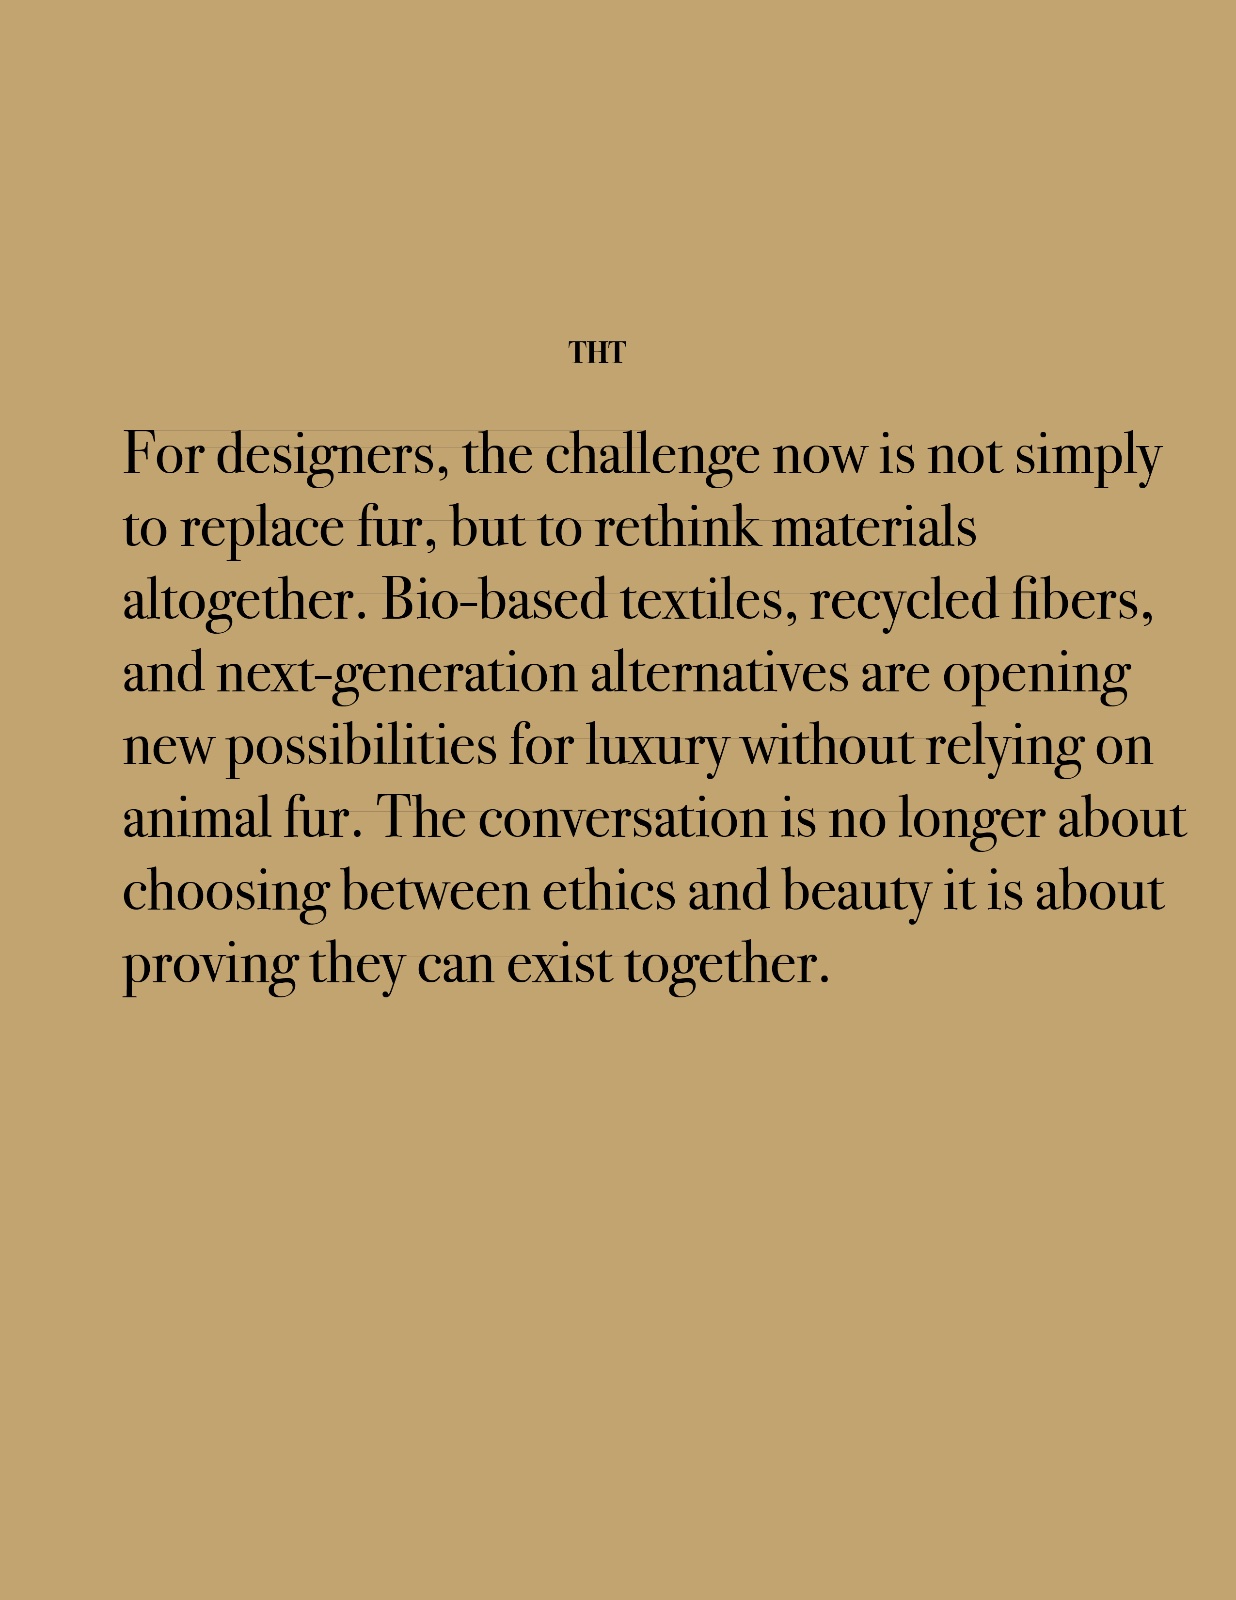 THT
For designers, the challenge now is not simply
to replace fur, but to rethink materials
altogether. Bio-based textiles, recycled fibers,
and next-generation alternatives are opening
new possibilities for luxury without relying on
animal fur. The conversation is no longer about
choosing between ethics and beauty it is about
proving they can exist together.